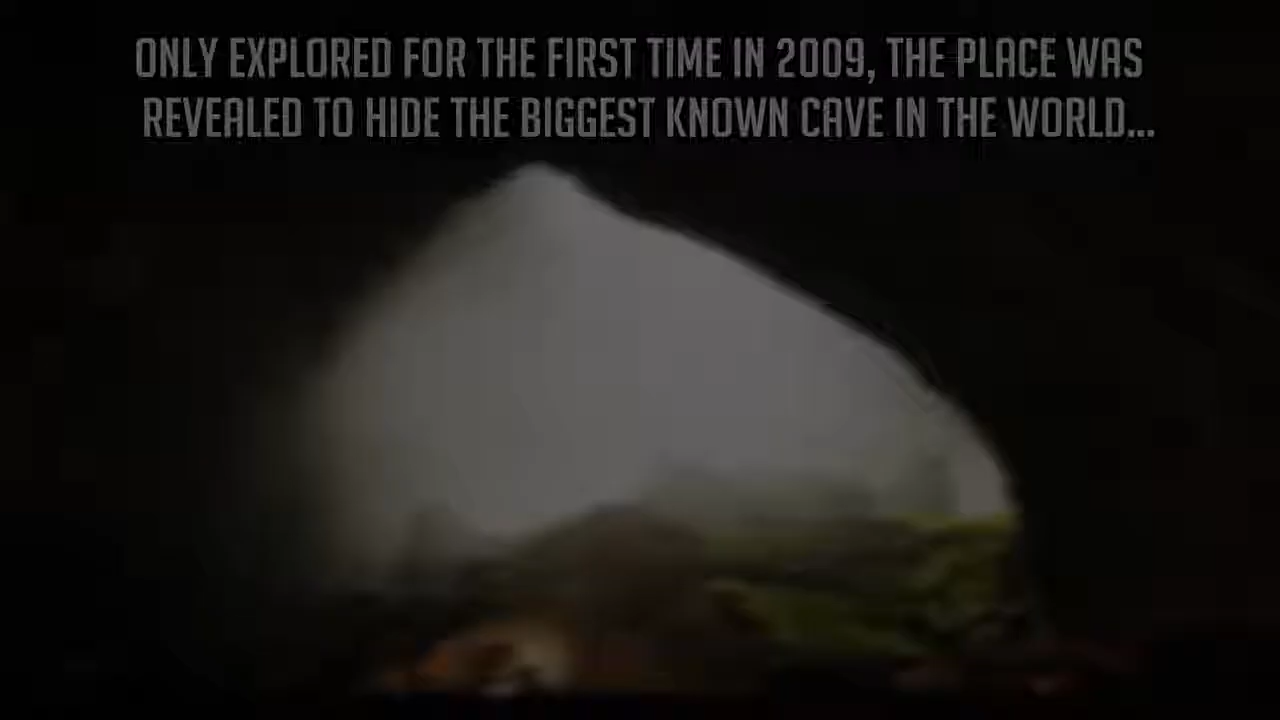 ONLY EXPLORED FOR THE FIRST TIME IN 2009, THE PLACE WAS
REVEALED TO HIDE THE BIGGEST KNOWN CAVE IN THE WORLD...